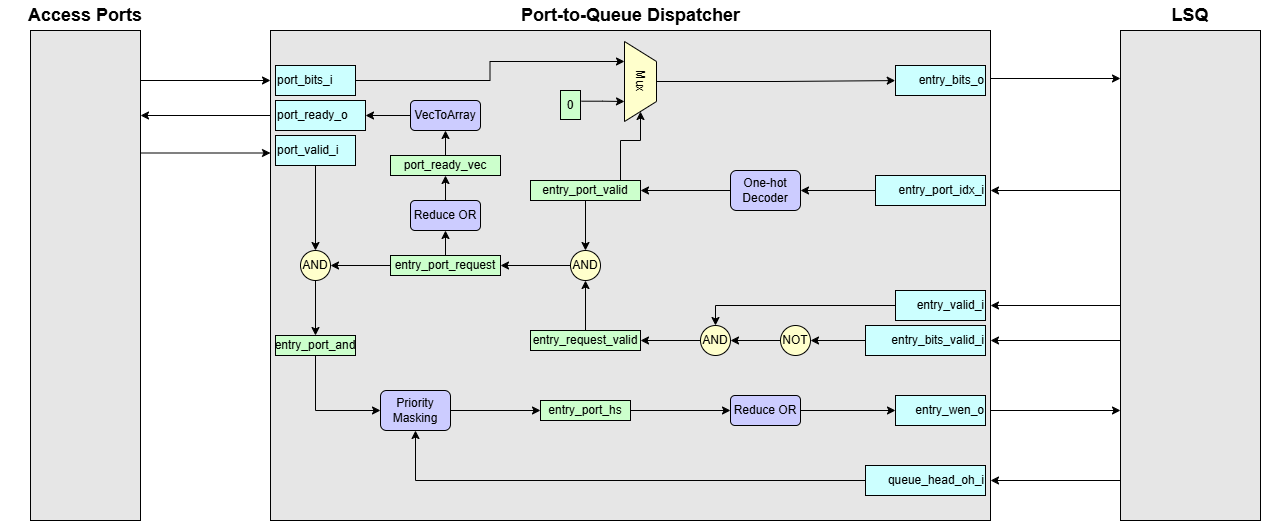 Access Ports
Port-to-Queue Dispatcher
LSQ
port_bits_i
Mux
entry_bits_o
0
port_ready_o
VecToArray
port_valid_i
port_ready_vec
entry_port_valid
One-hot
Decoder
entry_port_idx_i
Reduce OR
AND
entry_port_request
AND
entry_valid_i
entry_port_and
entry_request_valid
AND
NOT
entry_bits_valid_i
Priority
Masking
entry_port_hs
Reduce OR
entry_wen_o
queue_head_oh_i